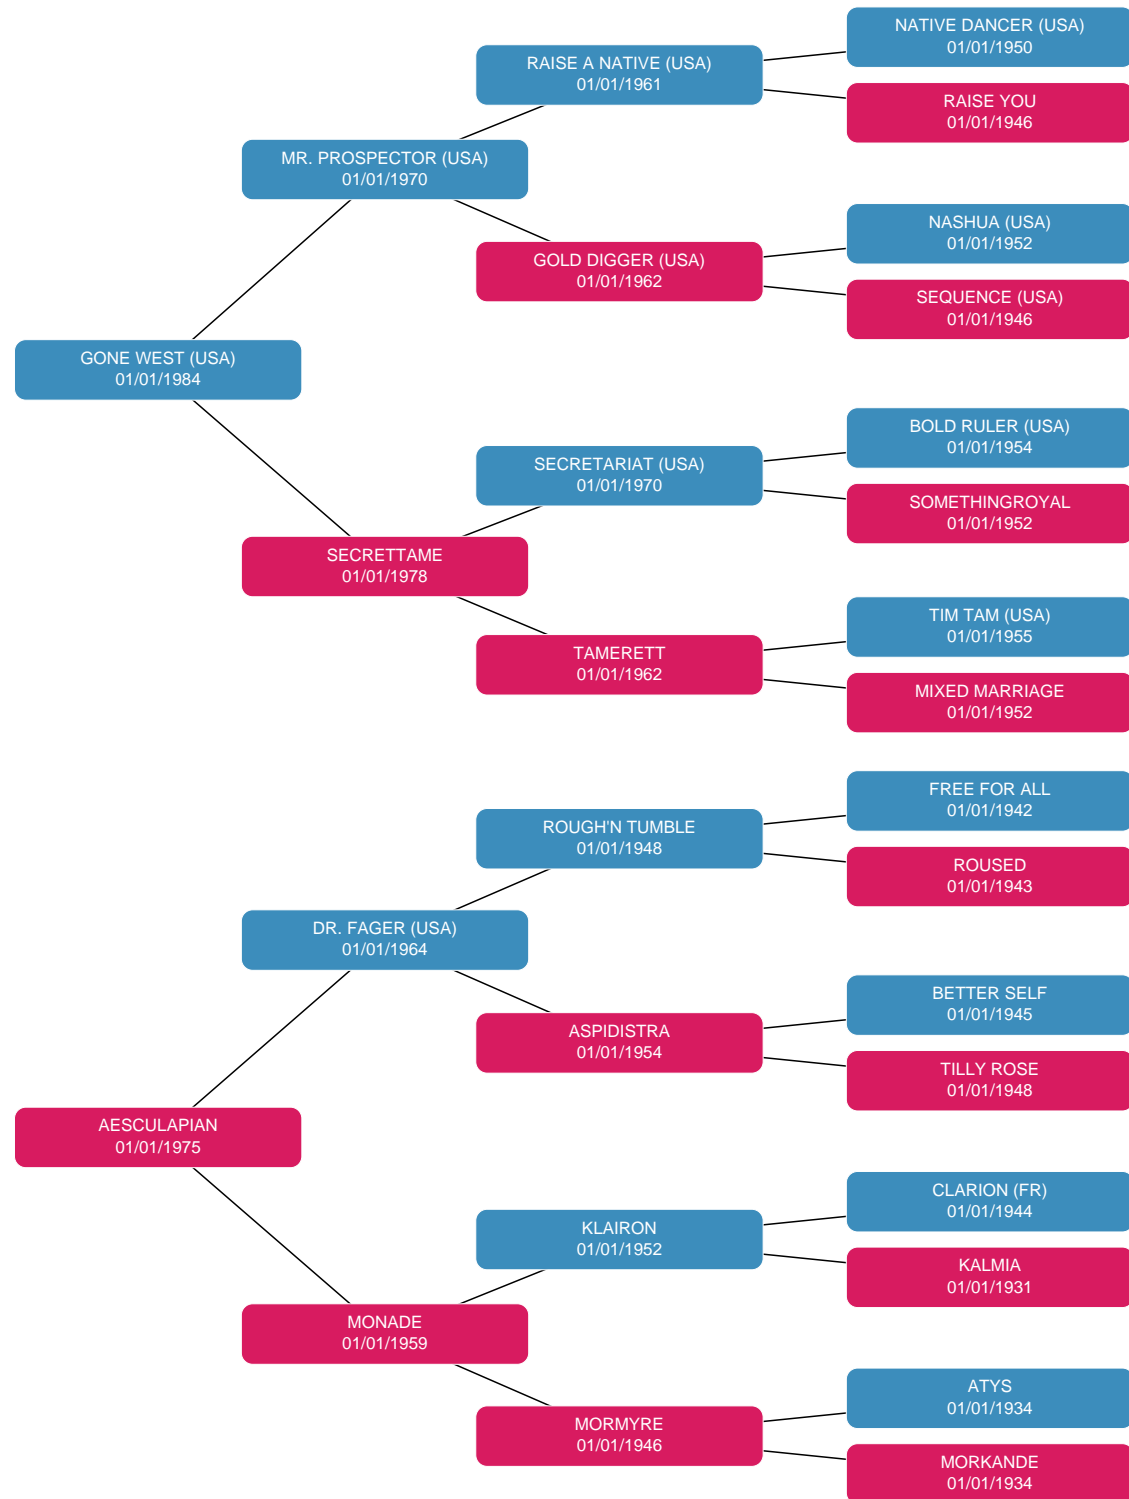 NATIVE DANCER (USA)
01/01/1950
RAISE A NATIVE (USA)
01/01/1961
RAISE YOU
01/01/1946
MR. PROSPECTOR (USA)
01/01/1970
NASHUA (USA)
01/01/1952
GOLD DIGGER (USA)
01/01/1962
SEQUENCE (USA)
01/01/1946
GONE WEST (USA)
01/01/1984
BOLD RULER (USA)
01/01/1954
SECRETARIAT (USA)
01/01/1970
SOMETHINGROYAL
01/01/1952
SECRETTAME
01/01/1978
TIM TAM (USA)
01/01/1955
TAMERETT
01/01/1962
MIXED MARRIAGE
01/01/1952
FREE FOR ALL
01/01/1942
ROUGH'N TUMBLE
01/01/1948
ROUSED
01/01/1943
DR. FAGER (USA)
01/01/1964
BETTER SELF
01/01/1945
ASPIDISTRA
01/01/1954
TILLY ROSE
01/01/1948
AESCULAPIAN
01/01/1975
CLARION (FR)
01/01/1944
KLAIRON
01/01/1952
KALMIA
01/01/1931
MONADE
01/01/1959
ATYS
01/01/1934
MORMYRE
01/01/1946
MORKANDE
01/01/1934